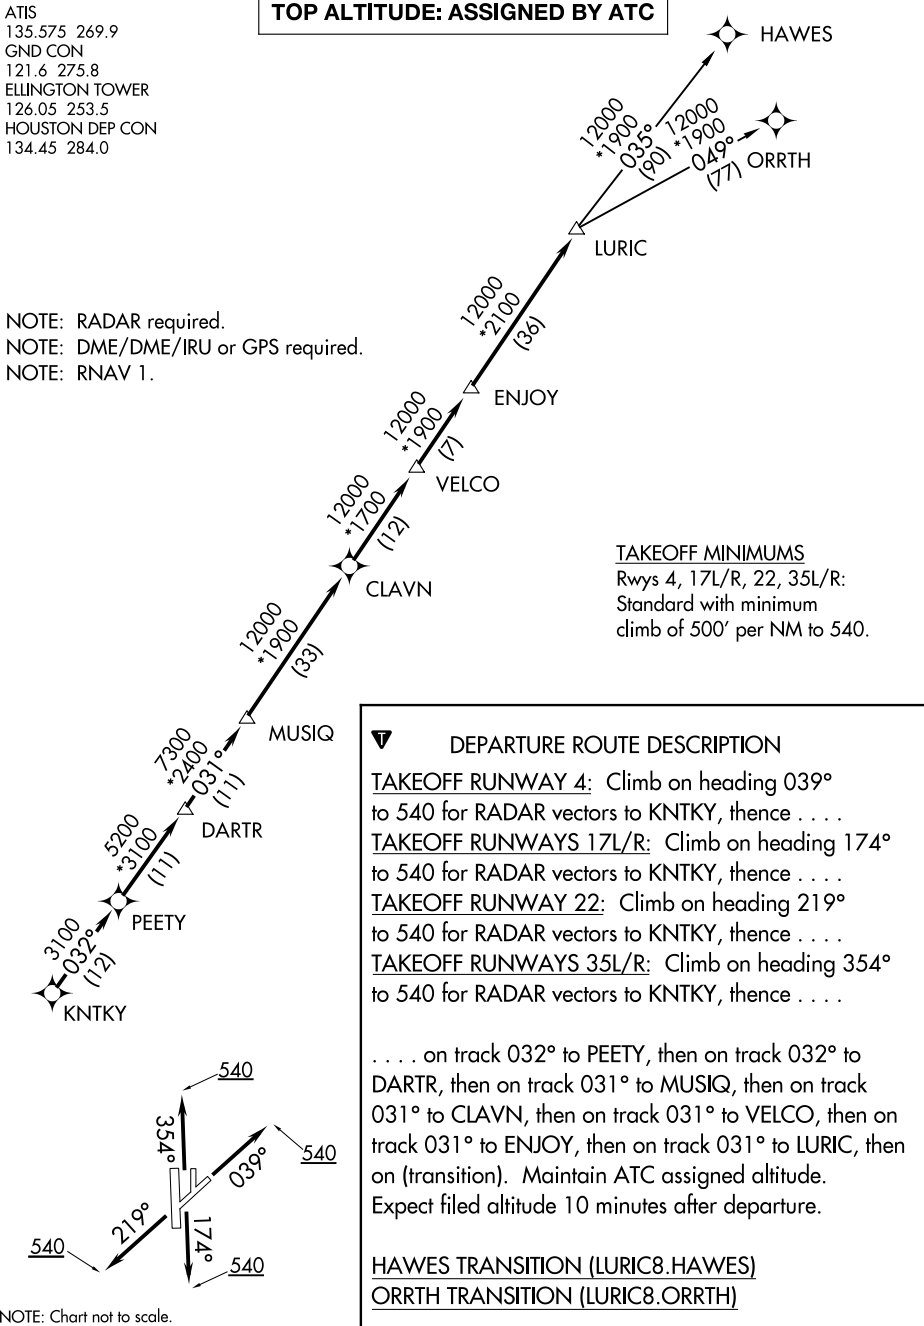 ATIS
135.575 269.9
GND CON
121.6 275.8
ELLINGTON TOWER
126.05 253.5
HOUSTON DEP CON
134.45 284.0
TOP ALTITUDE: ASSIGNED BY ATC
HAWES
12000
*1900
035°
(90)
12000
*1900
049°
(77)
ORRTH
LURIC
12000
*2100
(36)
NOTE: RADAR required.
NOTE: DME/DME/IRU or GPS required.
NOTE: RNAV 1.
ENJOY
12000
*1900
(7)
VELCO
12000
*1700
(12)
CLAVN
TAKEOFF MINIMUMS
Rwys 4, 17L/R, 22, 35L/R:
Standard with minimum
climb of 500' per NM to 540.
12000
*1900
(33)
MUSIQ
7300
*2400
031°
(11)
DARTR
5200
*3100
(11)
PEETY
3100
032°
(12)
KNTKY
T
DEPARTURE ROUTE DESCRIPTION
TAKEOFF RUNWAY 4: Climb on heading 039°
to 540 for RADAR vectors to KNTKY, thence . . . .
TAKEOFF RUNWAYS 17L/R: Climb on heading 174°
to 540 for RADAR vectors to KNTKY, thence . . . .
TAKEOFF RUNWAY 22: Climb on heading 219°
to 540 for RADAR vectors to KNTKY, thence . . . .
TAKEOFF RUNWAYS 35L/R: Climb on heading 354°
to 540 for RADAR vectors to KNTKY, thence . . . .
. . . . on track 032° to PEETY, then on track 032° to
DARTR, then on track 031° to MUSIQ, then on track
031° to CLAVN, then on track 031° to VELCO, then on
track 031° to ENJOY, then on track 031° to LURIC, then
on (transition). Maintain ATC assigned altitude.
Expect filed altitude 10 minutes after departure.
HAWES TRANSITION (LURIC8.HAWES)
ORRTH TRANSITION (LURIC8.ORRTH)
540
354°
039°
540
219°
174°
540
540
NOTE: Chart not to scale.